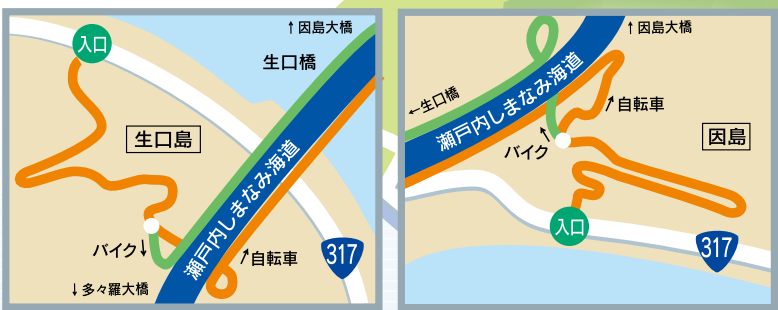 ↑因島大橋
入口
生口橋
瀬戸内しまなみ海道
生口島
バイク↓
↑自転車
317
↓多々羅大橋
↑因島大橋
←生口橋
瀬戸内しまなみ海道
↑自転車
バイク
因島
入口
317